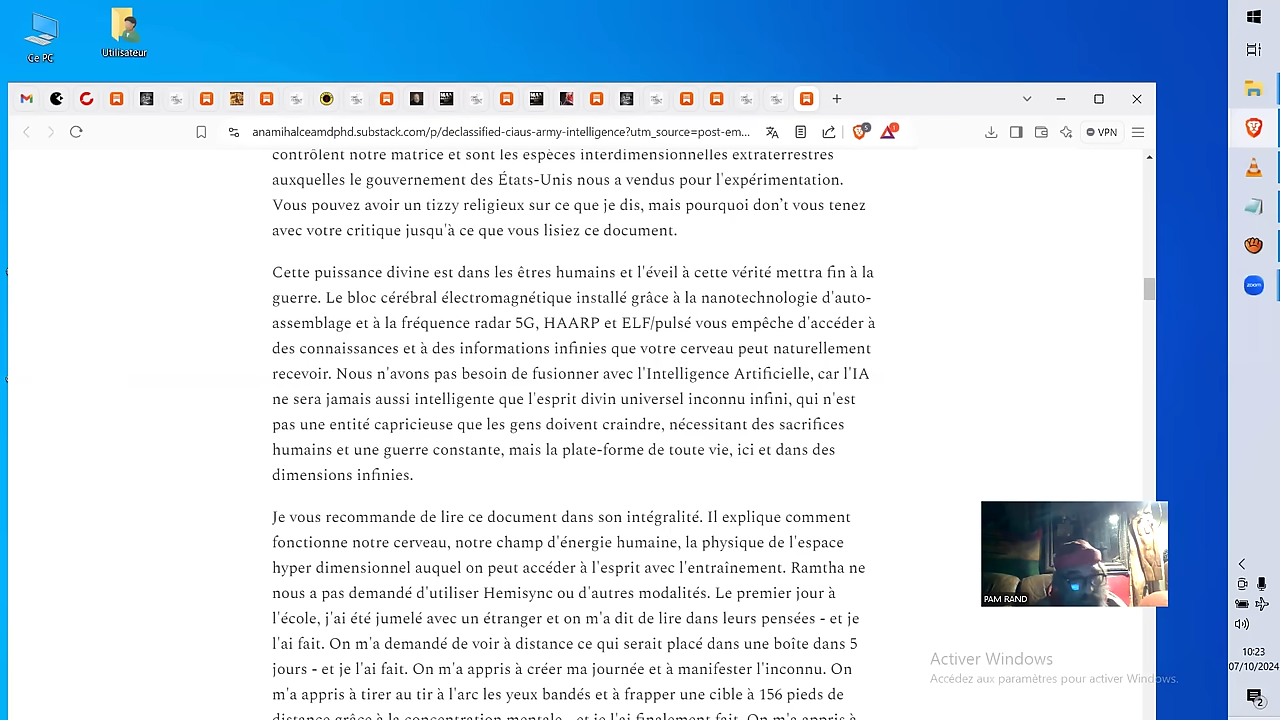 Ce PC
Utilisateur
anamihalceamdphd.substack.com/p/declassified-ciaus-army-intelligence?utm_source=post-em...
VPN
contrôlent notre matrice et sont les espèces interdimensionnelles extraterrestres
auxquelles le gouvernement des États-Unis nous a vendus pour l'expérimentation.
Vous pouvez avoir un tizzy religieux sur ce que je dis, mais pourquoi don't vous tenez
avec votre critique jusqu'à ce que vous lisiez ce document.
Cette puissance divine est dans les êtres humains et l'éveil à cette vérité mettra fin à la
guerre. Le bloc cérébral électromagnétique installé grâce à la nanotechnologie d'auto-
assemblage et à la fréquence radar 5G, HAARP et ELF/pulsé vous empêche d'accéder à
des connaissances et à des informations infinies que votre cerveau peut naturellement
recevoir. Nous n'avons pas besoin de fusionner avec l'Intelligence Artificielle, car l'IA
ne sera jamais aussi intelligente que l'esprit divin universel inconnu infini, qui n'est
pas une entité capricieuse que les gens doivent craindre, nécessitant des sacrifices
humains et une guerre constante, mais la plate-forme de toute vie, ici et dans des
dimensions infinies.
Je vous recommande de lire ce document dans son intégralité. Il explique comment
fonctionne notre cerveau, notre champ d'énergie humaine, la physique de l'espace
hyper dimensionnel auquel on peut accéder à l'esprit avec l'entraînement. Ramtha ne
nous a pas demandé d'utilisir Hemisync ou d'autres modalités. Le premier jour à
l'école, j'ai été jumelé avec un étranger et on m'a dit de lire dans leurs pensées - et je
l'ai fait. On m'a demandé de voir à distance ce qui serait placé dans une boîte dans 5
jours - et je l'ai fait. On m'a appris à créer ma journée et à manifester l'inconnu. On
m'a appris à tirer au tir à l'arc les yeux bandés et à frapper une cible à 156 pieds de
distance grâce à la concentration mentale - et je l'ai finalement fait. On m'a appris à
PAM RAND
Activer Windows
Accédez aux paramètres pour activer Windows.
zoom
10:23
07/10/2024
2